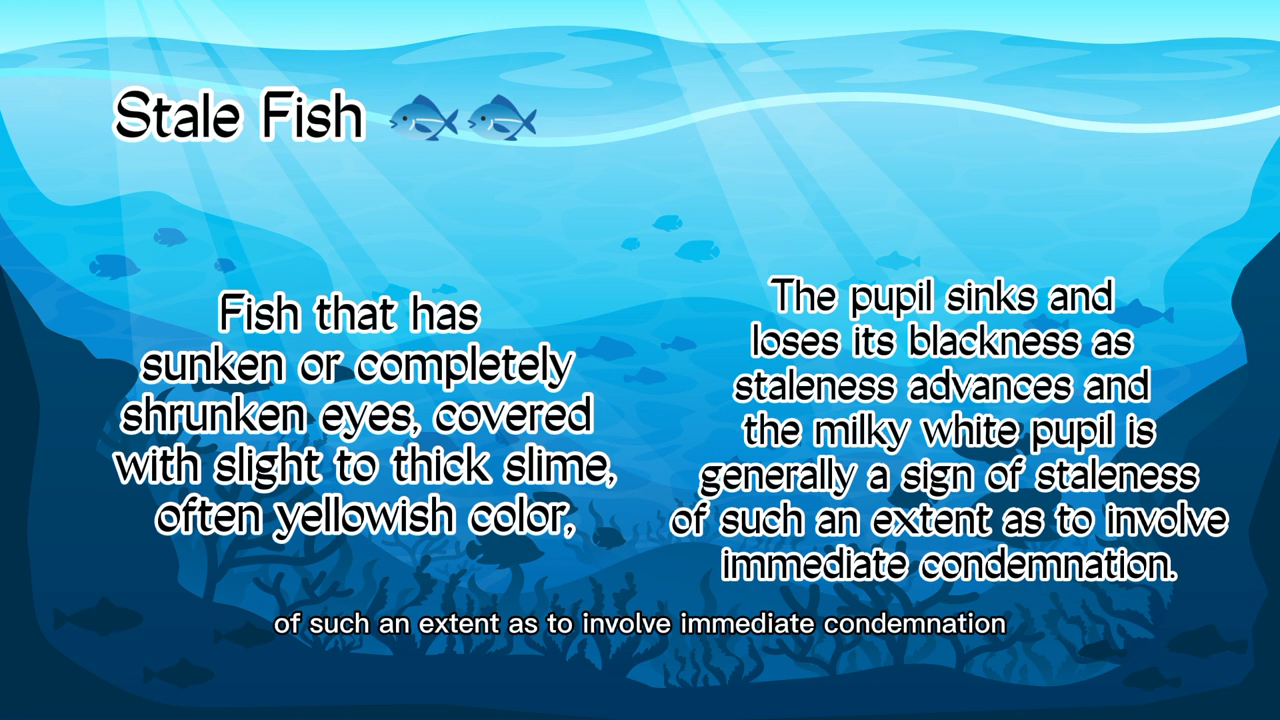 Stale Fish
Fish that has
sunken or completely
shrunken eyes, covered
with slight to thick slime,
often yellowish color,
The pupil sinks and
loses its blackness as
staleness advances and
the milky white pupil is
generally a sign of staleness
of such an extent as to involve
immediate condemnation.
of such an extent as to involve immediate condemnation